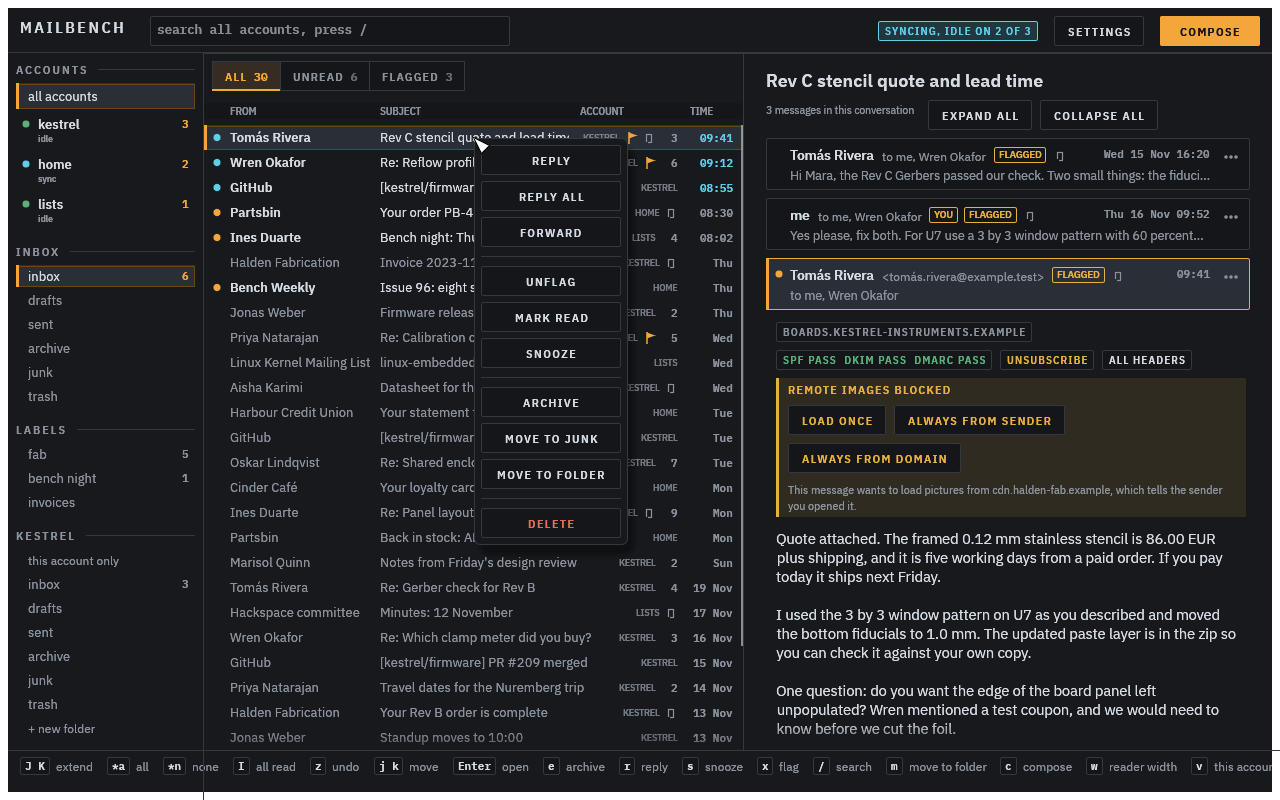 MAILBENCH
search all accounts, press /
SYNCING, IDLE ON 2 OF 3
SETTINGS
COMPOSE
ACCOUNTS
all accounts
kestrel 3
idle
home 2
sync
lists 1
idle
INBOX
inbox 6
drafts
sent
archive
junk
trash
LABELS
fab 5
bench night 1
invoices
KESTREL
this account only
inbox 3
drafts
sent
archive
junk
trash
+ new folder
ALL 30 UNREAD 6 FLAGGED 3
FROM SUBJECT ACCOUNT TIME
Tomás Rivera Rev C stencil quote and lead time KESTREL 3 09:41
Wren Okafor Re: Reflow profil 6 09:12
GitHub [kestrel/firmwar KESTREL 08:55
Partsbin Your order PB-4 HOME 08:30
Ines Duarte Bench night: Thu LISTS 4 08:02
Halden Fabrication Invoice 2023-11 Thu
Bench Weekly Issue 96: eight s HOME Thu
Jonas Weber Firmware releas 2 Thu
Priya Natarajan Re: Calibration c 5 Wed
Linux Kernel Mailing List linux-embedded LISTS Wed
Aisha Karimi Datasheet for th Wed
Harbour Credit Union Your statement HOME Tue
GitHub [kestrel/firmwar KESTREL Tue
Oskar Lindqvist Re: Shared enclo 7 Tue
Cinder Café Your loyalty card HOME Mon
Ines Duarte Re: Panel layout 9 Mon
Partsbin Back in stock: HOME Mon
Marisol Quinn Notes from Friday's design review KESTREL 2 Sun
Tomás Rivera Re: Gerber check for Rev B KESTREL 4 19 Nov
Hackspace committee Minutes: 12 November LISTS 17 Nov
Wren Okafor Re: Which clamp meter did you buy? KESTREL 3 16 Nov
GitHub [kestrel/firmware] PR #209 merged KESTREL 15 Nov
Priya Natarajan Travel dates for the Nuremberg trip KESTREL 2 14 Nov
Halden Fabrication Your Rev B order is complete KESTREL 13 Nov
Jonas Weber Standup moves to 10:00 KESTREL 13 Nov
REPLY
REPLY ALL
FORWARD
UNFLAG
MARK READ
SNOOZE
ARCHIVE
MOVE TO JUNK
MOVE TO FOLDER
DELETE
Rev C stencil quote and lead time
3 messages in this conversation
EXPAND ALL
COLLAPSE ALL
Tomás Rivera to me, Wren Okafor FLAGGED Wed 15 Nov 16:20
Hi Mara, the Rev C Gerbers passed our check. Two small things: the fiduci...
me to me, Wren Okafor YOU FLAGGED Thu 16 Nov 09:52
Yes please, fix both. For U7 use a 3 by 3 window pattern with 60 percent...
Tomás Rivera <tomás.rivera@example.test> FLAGGED 09:41
to me, Wren Okafor
BOARDS.KESTREL-INSTRUMENTS.EXAMPLE
SPF PASS DKIM PASS DMARC PASS
UNSUBSCRIBE
ALL HEADERS
REMOTE IMAGES BLOCKED
LOAD ONCE
ALWAYS FROM SENDER
ALWAYS FROM DOMAIN
This message wants to load pictures from cdn.halden-fab.example, which tells the sender
you opened it.
Quote attached. The framed 0.12 mm stainless stencil is 86.00 EUR
plus shipping, and it is five working days from a paid order. If you pay
today it ships next Friday.
I used the 3 by 3 window pattern on U7 as you described and moved
the bottom fiducials to 1.0 mm. The updated paste layer is in the zip so
you can check it against your own copy.
One question: do you want the edge of the board panel left
unpopulated? Wren mentioned a test coupon, and we would need to
know before we cut the foil.
J K extend *a all *n none I all read z undo j k move Enter open e archive r reply s snooze x flag / search m move to folder c compose w reader width v this accoun